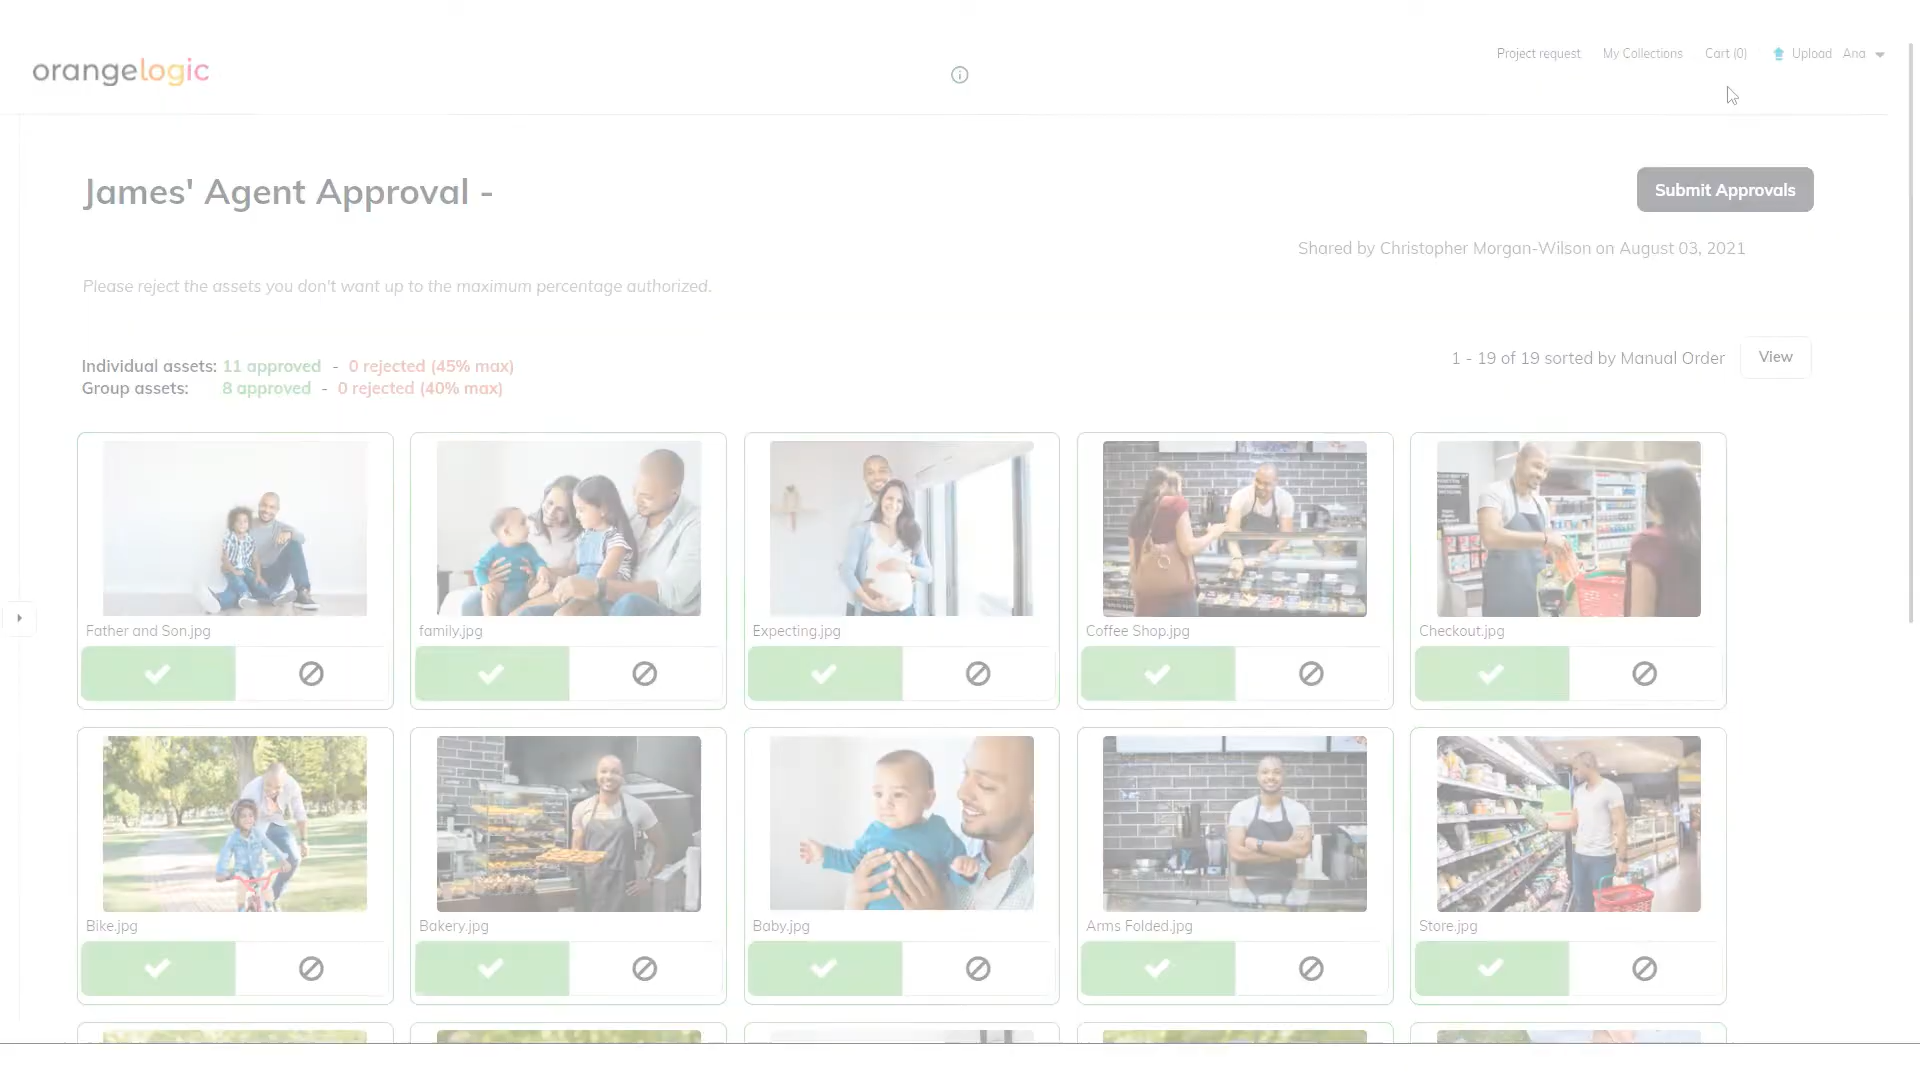 orangelogic
Project request My Collections Cart (0) Upload Ana
James' Agent Approval -
Submit Approvals
Shared by Christopher Morgan-Wilson on August 03, 2021
Please reject the assets you don't want up to the maximum percentage authorized.
Individual assets: 11 approved - 0 rejected (45% max)
Group assets: 8 approved - 0 rejected (40% max)
1 - 19 of 19 sorted by Manual Order View
Father and Son.jpg family.jpg Expecting.jpg Coffee Shop.jpg Checkout.jpg
Bike.jpg Bakery.jpg Baby.jpg Arms Folded.jpg Store.jpg